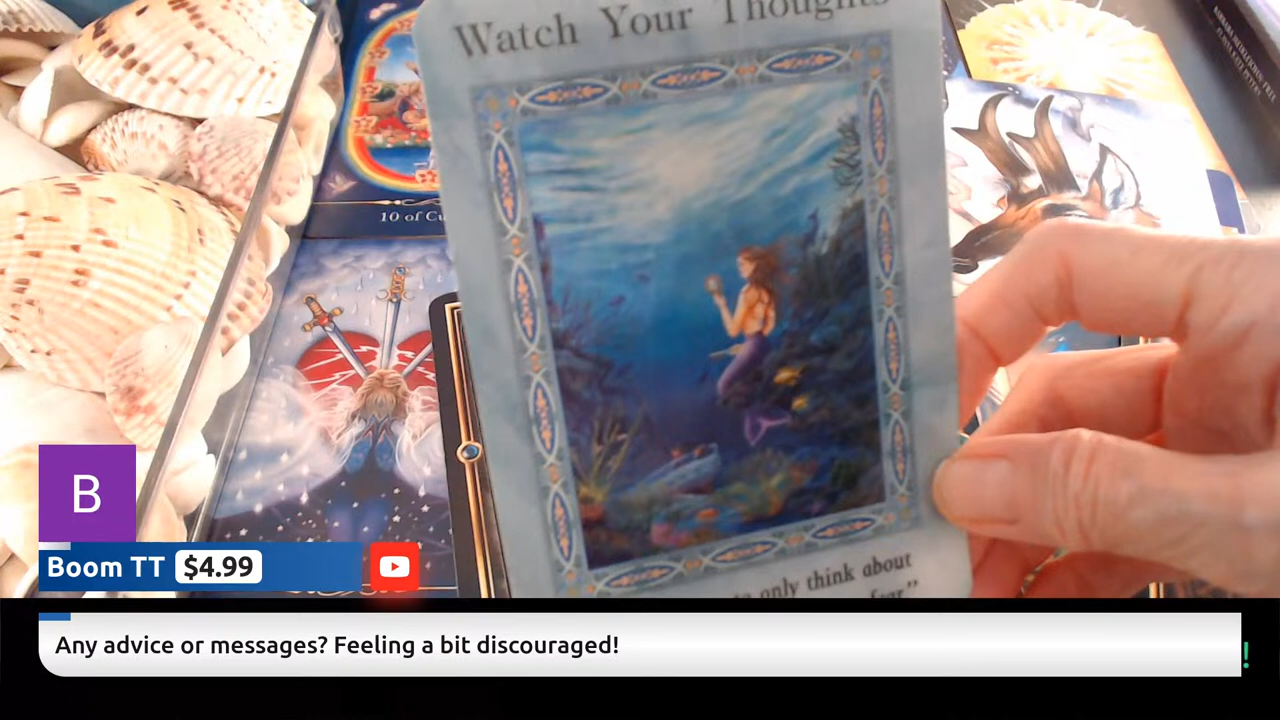 Watch Your Thoughts
10 of Cu
only think about
B
Boom TT $4.99
Any advice or messages? Feeling a bit discouraged!
!